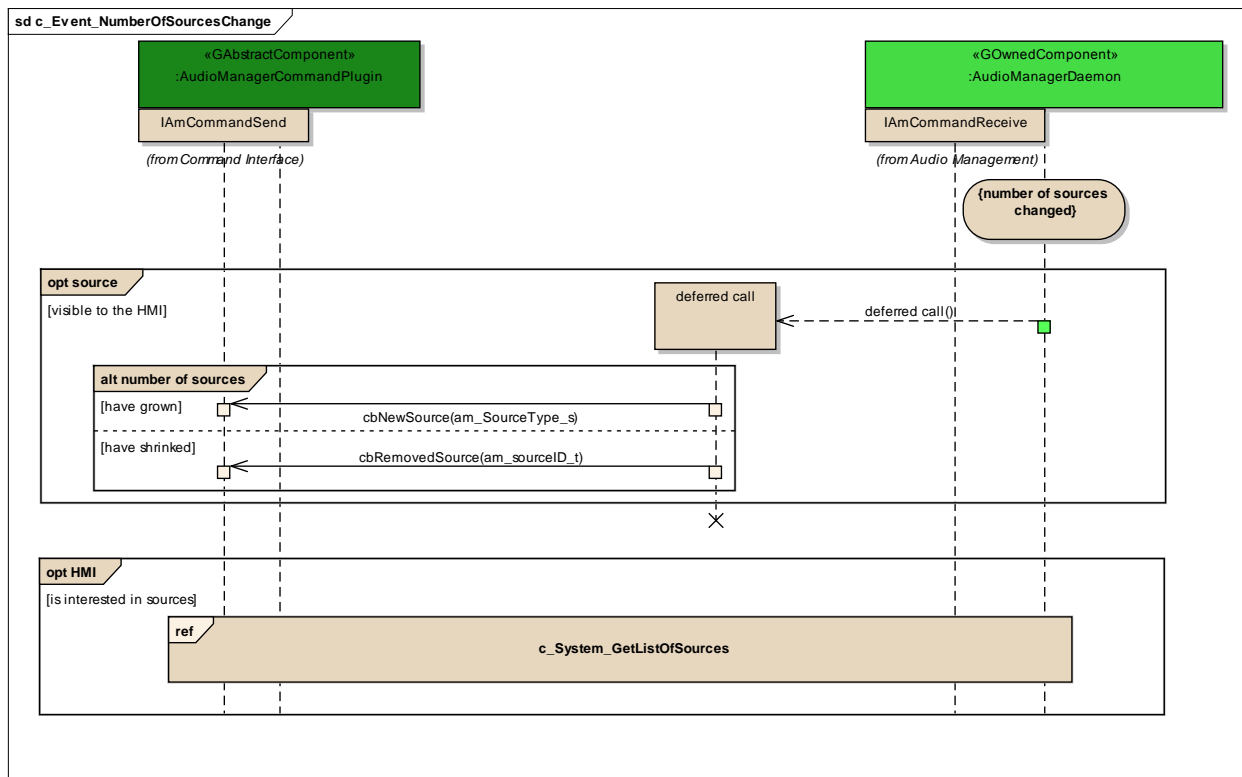 sd c_Event_NumberOfSourcesChange
«GAbstractComponent»
:AudioManagerCommandPlugin
«GOwnedComponent»
:AudioManagerDaemon
IAmCommandSend
IAmCommandReceive
(from Command Interface)
(from Audio Management)
{number of sources
changed}
opt source
[visible to the HMI]
deferred call
deferred call()
alt number of sources
[have grown]
cbNewSource(am_SourceType_s)
[have shrinked]
cbRemovedSource(am_sourceID_t)
opt HMI
[is interested in sources]
ref
c_System_GetListOfSources